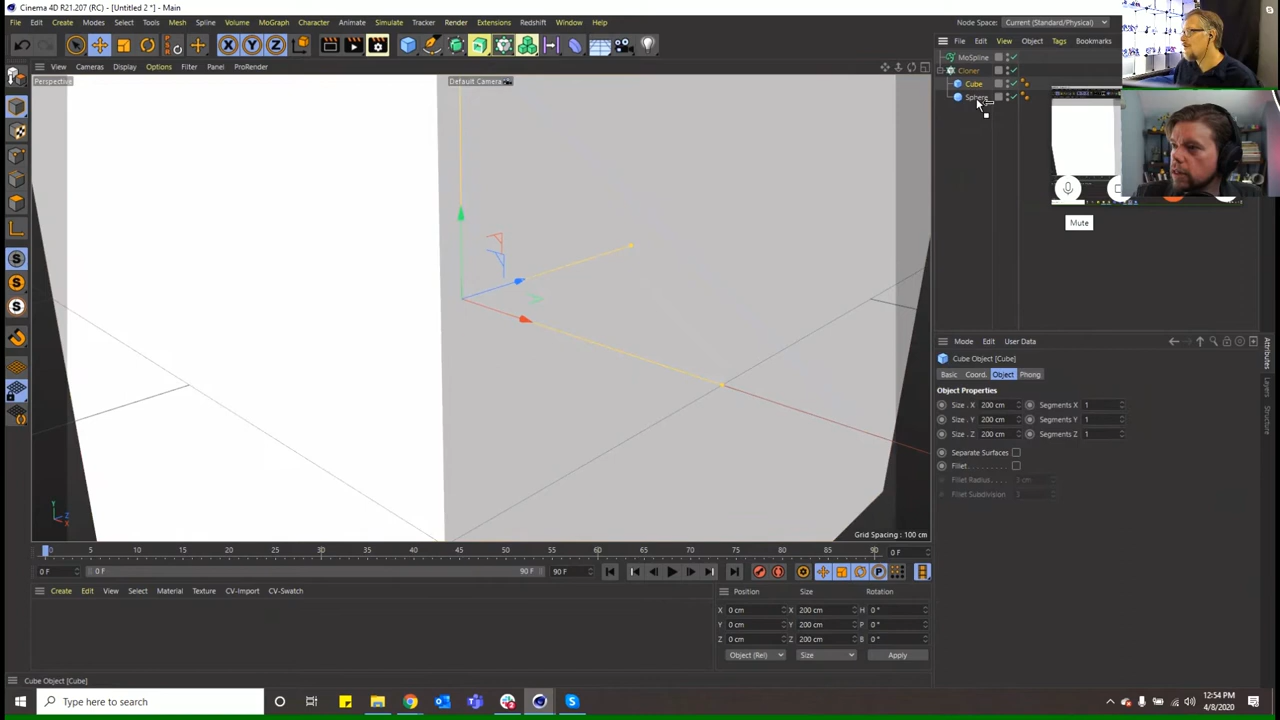 Cinema 4D R21.207 (RC) - [Untitled 2 *] - Main
File Edit Create Modes Select Tools Mesh Spline Volume MoGraph Character Animate Simulate Tracker Render Extensions Redshift Window Help
Node Space: Current (Standard/Physical)
X Y Z
File Edit View Object Tags Bookmarks
View Cameras Display Options Filter Panel ProRender
Perspective
Default Camera
MoSpline
Cloner
Cube
Sphere
Mute
Mode Edit User Data
Cube Object [Cube]
Basic Coord. Object Phong
Object Properties
Size . X 200 cm Segments X 1
Size . Y 200 cm Segments Y 1
Size . Z 200 cm Segments Z 1
Separate Surfaces
Fillet
Fillet Radius
Fillet Subdivision
Attributes
Layers
Structure
Y
Z
X
Grid Spacing : 100 cm
0 5 10 15 20 25 30 35 40 45 50 55 60 65 70 75 80 85 90 0 F
0 F 0 F 90 F 90 F
Create Edit View Select Material Texture CV-Import CV-Swatch
Position Size Rotation
X 0 cm X 200 cm H 0 °
Y 0 cm Y 200 cm P 0 °
Z 0 cm Z 200 cm B 0 °
Object (Rel) Size Apply
Cube Object [Cube]
Type here to search
12:54 PM
4/8/2020